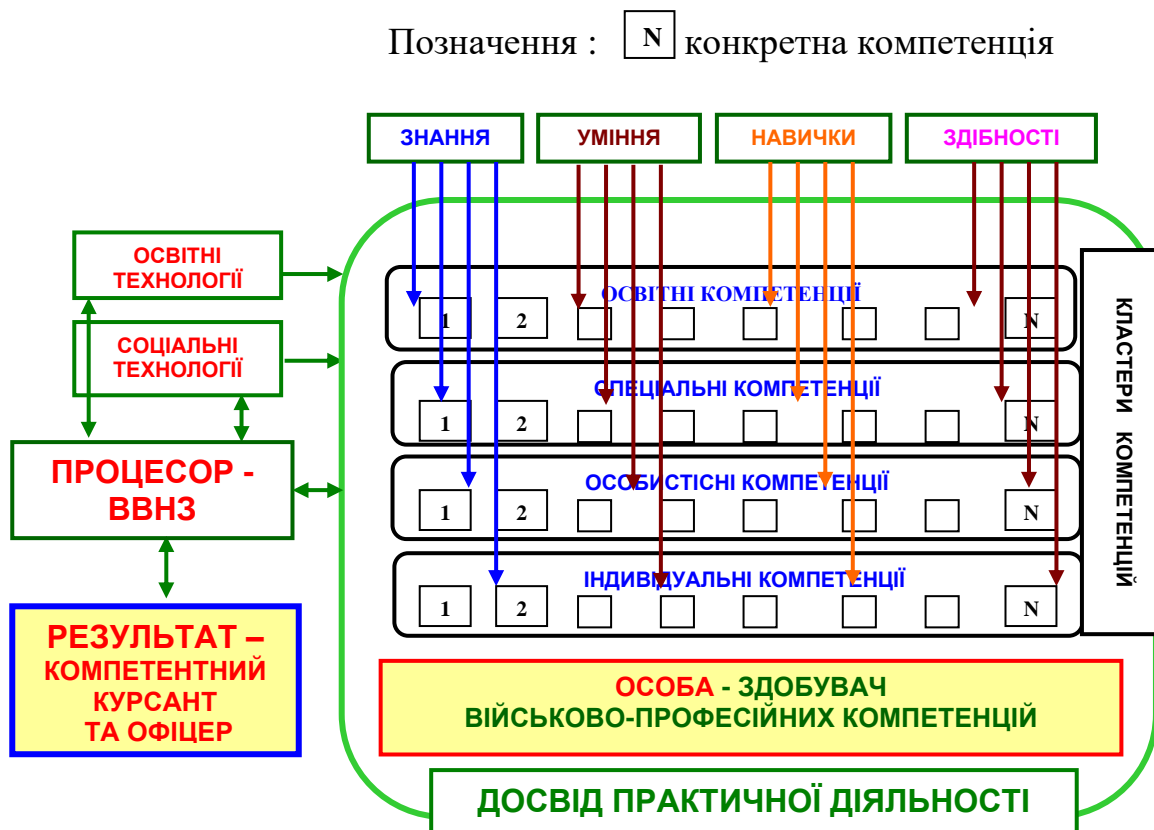 Позначення : N конкретна компетенція
ЗНАННЯ
УМІННЯ
НАВИЧКИ
ЗДІБНОСТІ
ОСВІТНІ
ТЕХНОЛОГІЇ
СОЦІАЛЬНІ
ТЕХНОЛОГІЇ
ПРОЦЕСОР -
ВВНЗ
РЕЗУЛЬТАТ –
КОМПЕТЕНТНИЙ
КУРСАНТ
ТА ОФІЦЕР
ОСВІТНІ КОМПЕТЕНЦІЇ
1 2 N
СПЕЦІАЛЬНІ КОМПЕТЕНЦІЇ
1 2 N
ОСОБИСТІСНІ КОМПЕТЕНЦІЇ
1 2 N
ІНДИВІДУАЛЬНІ КОМПЕТЕНЦІЇ
1 2 N
КЛАСТЕРИ КОМПЕТЕНЦІЙ
ОСОБА - ЗДОБУВАЧ
ВІЙСЬКОВО-ПРОФЕСІЙНИХ КОМПЕТЕНЦІЙ
ДОСВІД ПРАКТИЧНОЇ ДІЯЛЬНОСТІ